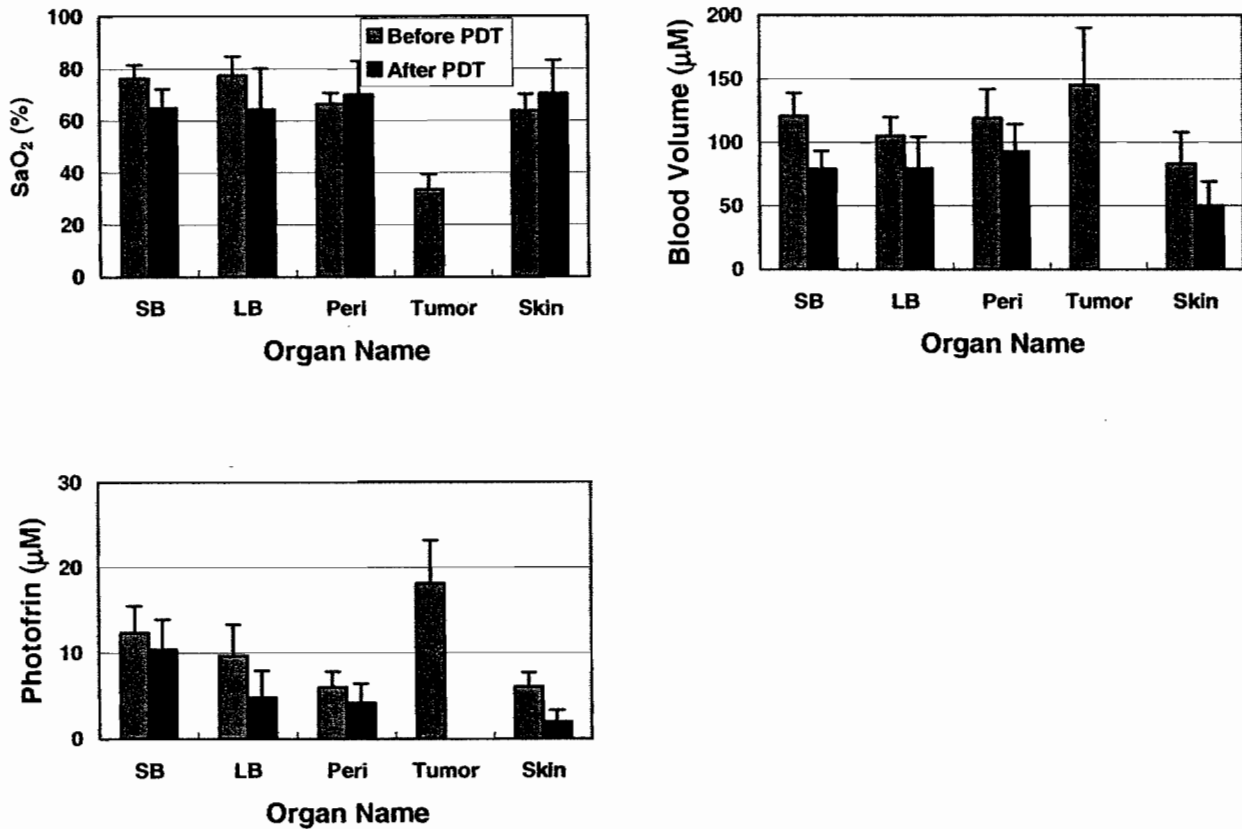 100
80
60
40
20
0
SaO₂ (%)
Before PDT
After PDT
SB LB Peri Tumor Skin
Organ Name
200
150
100
50
0
Blood Volume (μM)
SB LB Peri Tumor Skin
Organ Name
30
20
10
0
Photofrin (μM)
SB LB Peri Tumor Skin
Organ Name